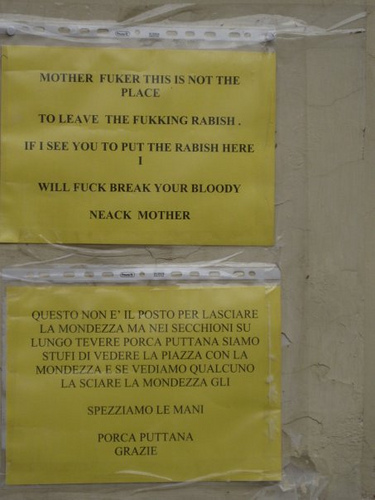 MOTHER FUKER THIS IS NOT THE
PLACE
TO LEAVE THE FUKKING RABISH .
IF I SEE YOU TO PUT THE RABISH HERE
I
WILL FUCK BREAK YOUR BLOODY
NEACK MOTHER
QUESTO NON E' IL POSTO PER LASCIARE
LA MONDEZZA MA NEI SECCHIONI SU
LUNGO TEVERE PORCA PUTTANA SIAMO
STUFI DI VEDERE LA PIAZZA CON LA
MONDEZZA E SE VEDIAMO QUALCUNO
LA SCIARE LA MONDEZZA GLI
SPEZZIAMO LE MANI
PORCA PUTTANA
GRAZIE